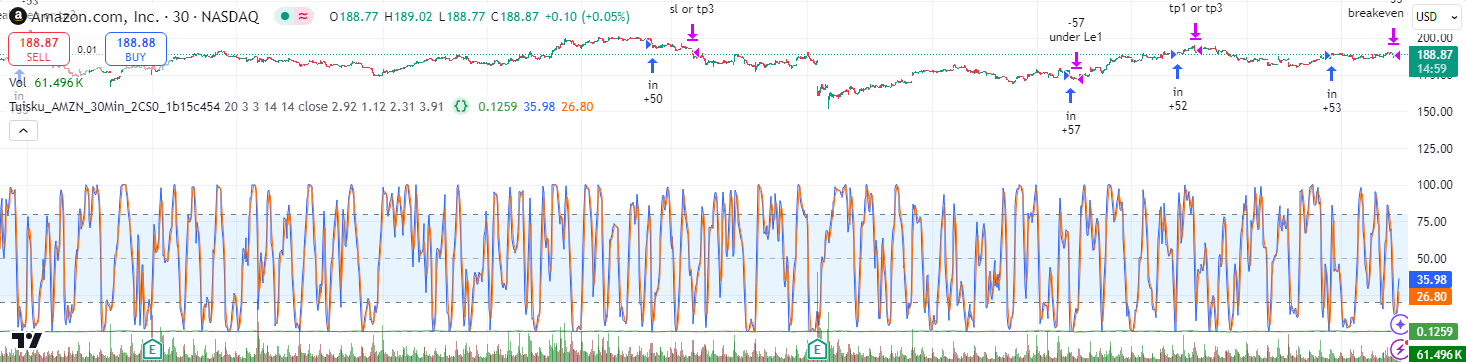 Amazon.com, Inc. · 30 · NASDAQ
O188.77 H189.02 L188.77 C188.87 +0.10 (+0.05%)
188.87
SELL
0.01
188.88
BUY
Vol 61.496K
in
Tuisku_AMZN_30Min_2CS0_1b15c454 20 3 3 14 14 close 2.92 1.12 2.31 3.91 0.1259 35.98 26.80
sl or tp3
in
+50
-57
under Le1
in
+57
tp1 or tp3
in
+52
breakeven
in
+53
USD
200.00
188.87
14:59
150.00
125.00
100.00
75.00
50.00
35.98
26.80
0.1259
61.496K
E
E